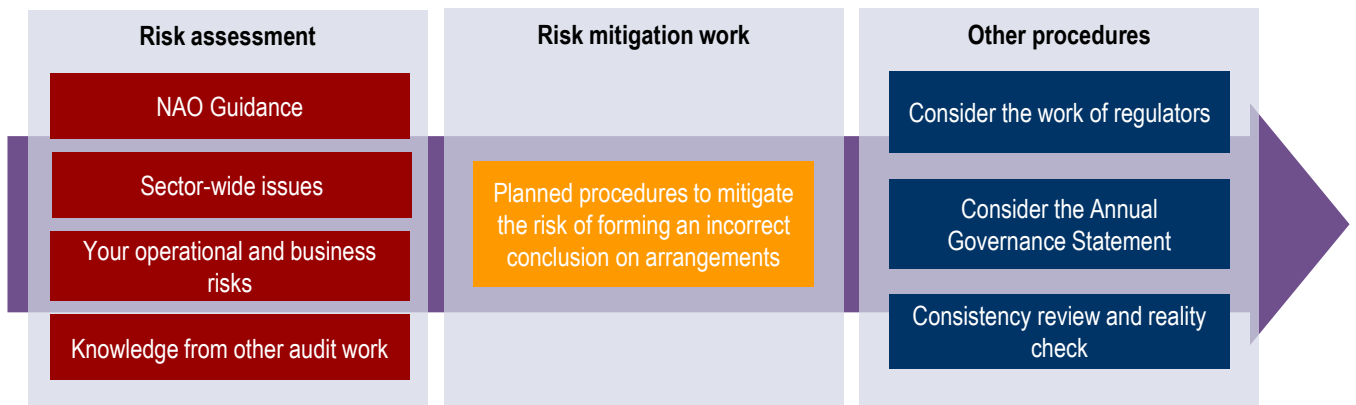 Risk assessment
NAO Guidance
Sector-wide issues
Your operational and business
risks
Knowledge from other audit work
Risk mitigation work
Planned procedures to mitigate
the risk of forming an incorrect
conclusion on arrangements
Other procedures
Consider the work of regulators
Consider the Annual
Governance Statement
Consistency review and reality
check